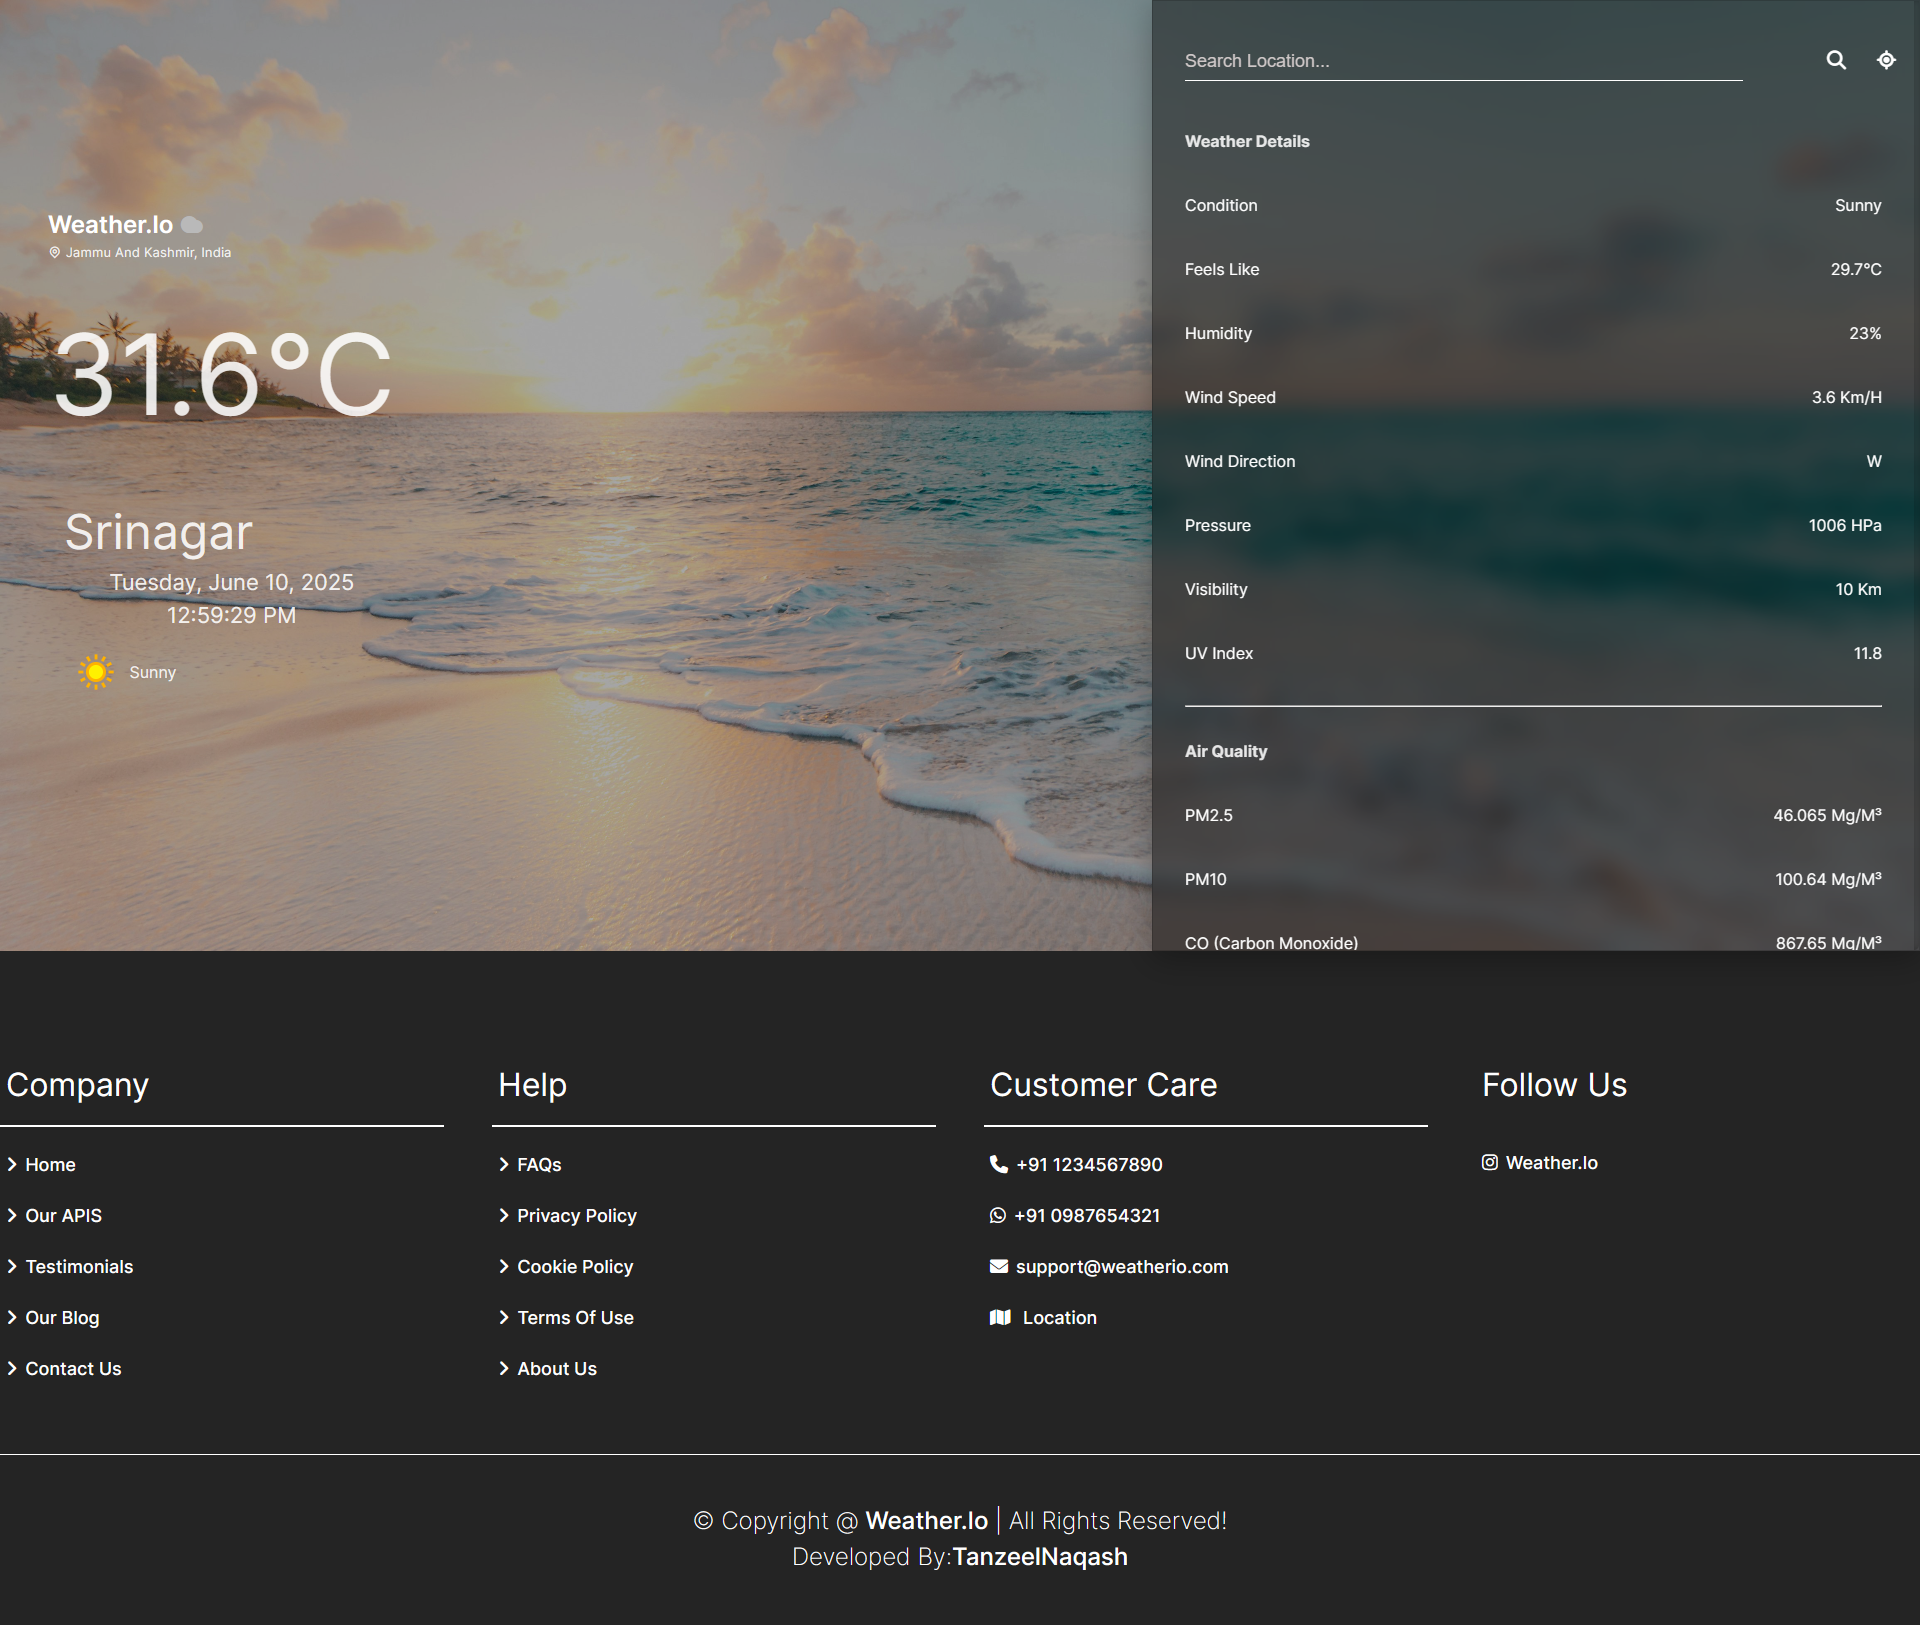 Weather.Io
Jammu And Kashmir, India
31.6°C
Srinagar
Tuesday, June 10, 2025
12:59:29 PM
Sunny
Search Location...
Weather Details
Condition Sunny
Feels Like 29.7°C
Humidity 23%
Wind Speed 3.6 Km/H
Wind Direction W
Pressure 1006 HPa
Visibility 10 Km
UV Index 11.8
Air Quality
PM2.5 46.065 Μg/M³
PM10 100.64 Μg/M³
CO (Carbon Monoxide) 867.65 Μg/M³
Company
Home
Our APIS
Testimonials
Our Blog
Contact Us
Help
FAQs
Privacy Policy
Cookie Policy
Terms Of Use
About Us
Customer Care
+91 1234567890
+91 0987654321
support@weatherio.com
Location
Follow Us
Weather.Io
© Copyright @ Weather.Io | All Rights Reserved!
Developed By:TanzeelNaqash